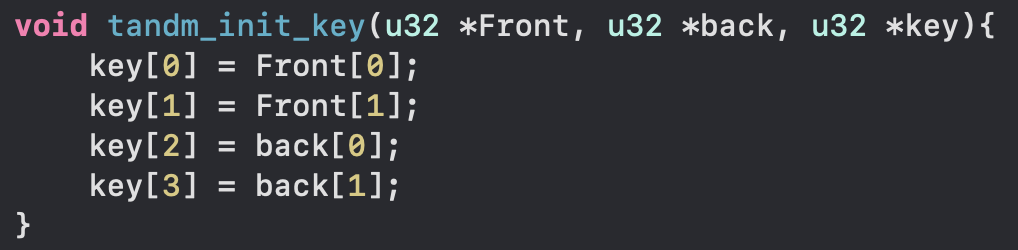 void tandm_init_key(u32 *Front, u32 *back, u32 *key){
    key[0] = Front[0];
    key[1] = Front[1];
    key[2] = back[0];
    key[3] = back[1];
}